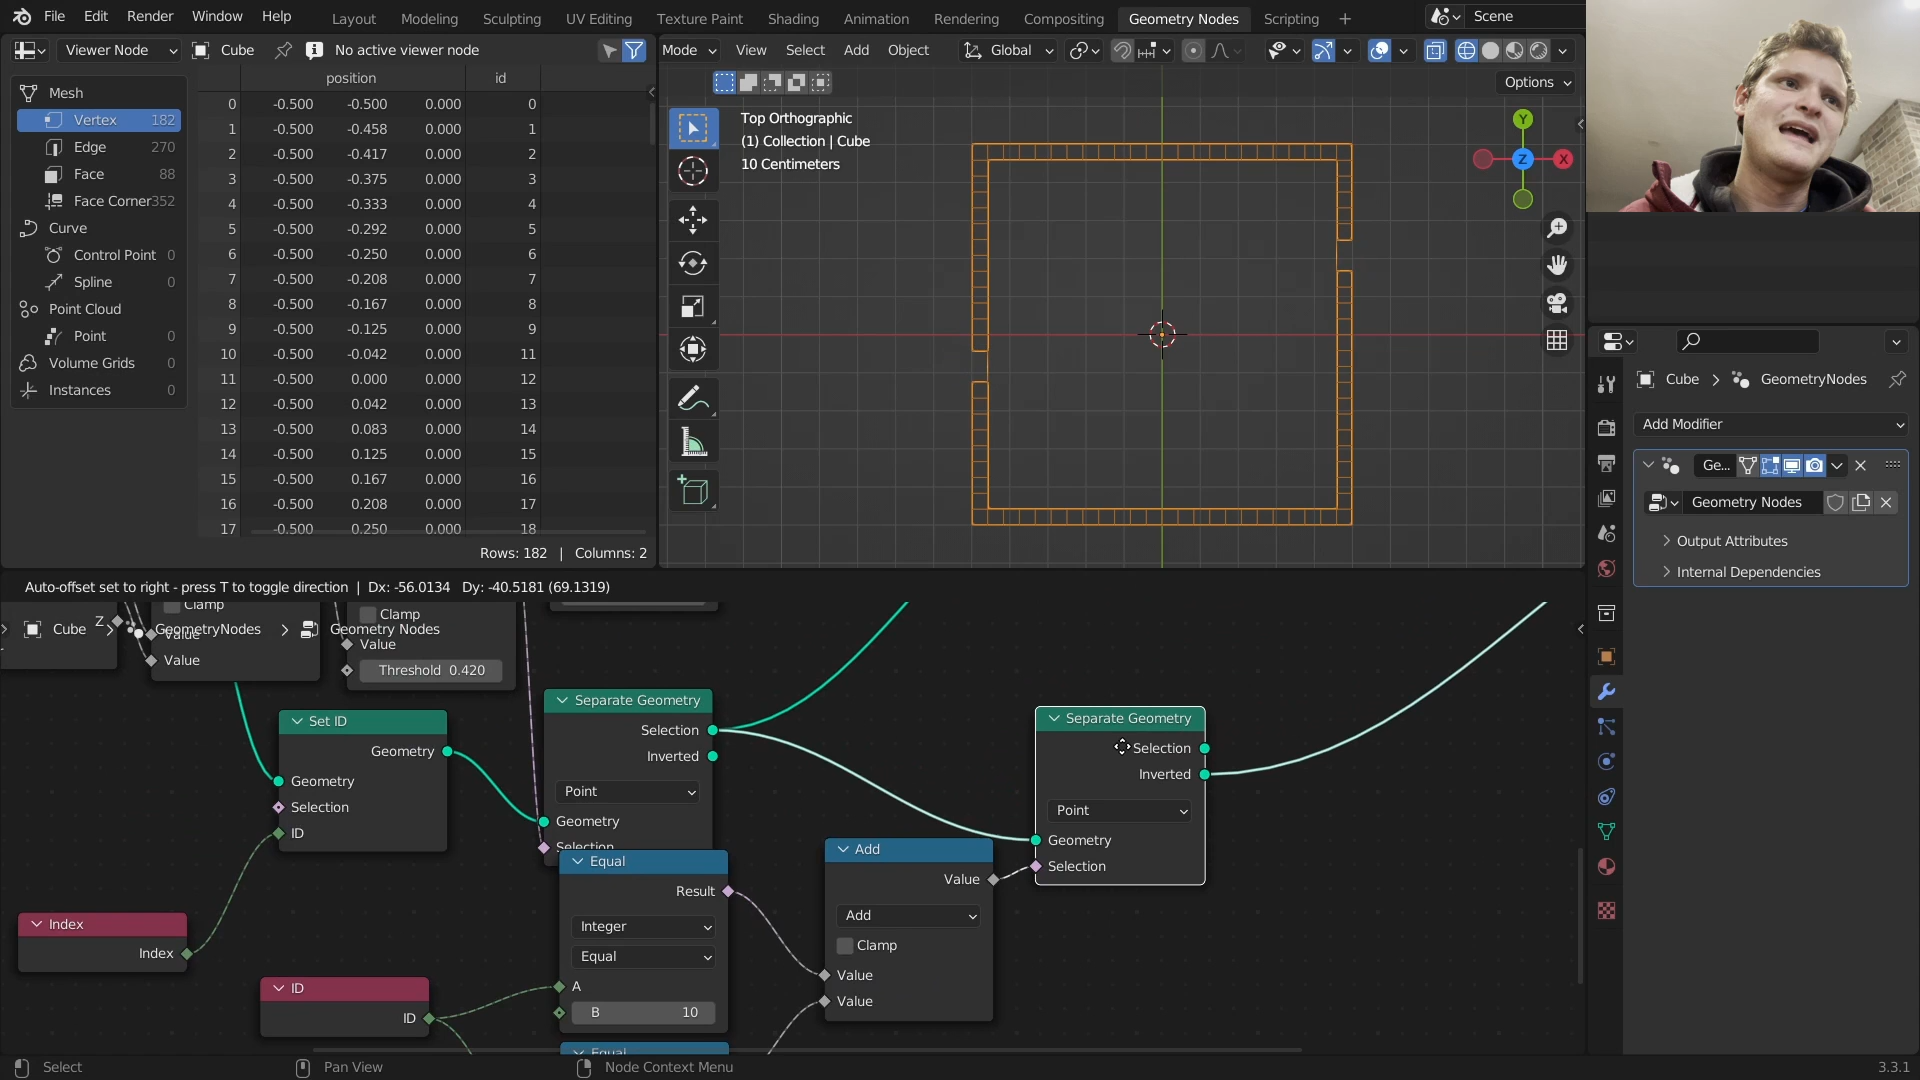 File Edit Render Window Help
Layout Modeling Sculpting UV Editing Texture Paint Shading Animation Rendering Compositing Geometry Nodes Scripting +
Scene
Viewer Node Cube No active viewer node
Mode View Select Add Object Global
Options
Mesh
Vertex 182
Edge 270
Face 88
Face Corner 352
Curve
Control Point 0
Spline 0
Point Cloud
Point 0
Volume Grids 0
Instances 0
position id
0 -0.500 -0.500 0.000 0
1 -0.500 -0.458 0.000 1
2 -0.500 -0.417 0.000 2
3 -0.500 -0.375 0.000 3
4 -0.500 -0.333 0.000 4
5 -0.500 -0.292 0.000 5
6 -0.500 -0.250 0.000 6
7 -0.500 -0.208 0.000 7
8 -0.500 -0.167 0.000 8
9 -0.500 -0.125 0.000 9
10 -0.500 -0.042 0.000 11
11 -0.500 0.000 0.000 12
12 -0.500 0.042 0.000 13
13 -0.500 0.083 0.000 14
14 -0.500 0.125 0.000 15
15 -0.500 0.167 0.000 16
16 -0.500 0.208 0.000 17
17 -0.500 0.250 0.000 18
Rows: 182 | Columns: 2
Top Orthographic
(1) Collection | Cube
10 Centimeters
Y
Z
X
Cube > GeometryNodes
Add Modifier
Ge...
Geometry Nodes
Output Attributes
Internal Dependencies
Auto-offset set to right - press T to toggle direction | Dx: -56.0134 Dy: -40.5181 (69.1319)
Cube > GeometryNodes > Geometry Nodes
Z
Clamp
Value
Value
Clamp
Value
Threshold 0.420
Set ID
Geometry
Geometry
Selection
ID
Separate Geometry
Selection
Inverted
Point
Geometry
Selection
Separate Geometry
Selection
Inverted
Point
Geometry
Selection
Equal
Result
Integer
Equal
A
B 10
Equal
Add
Value
Add
Clamp
Value
Value
Index
Index
ID
ID
Select
Pan View
Node Context Menu
3.3.1